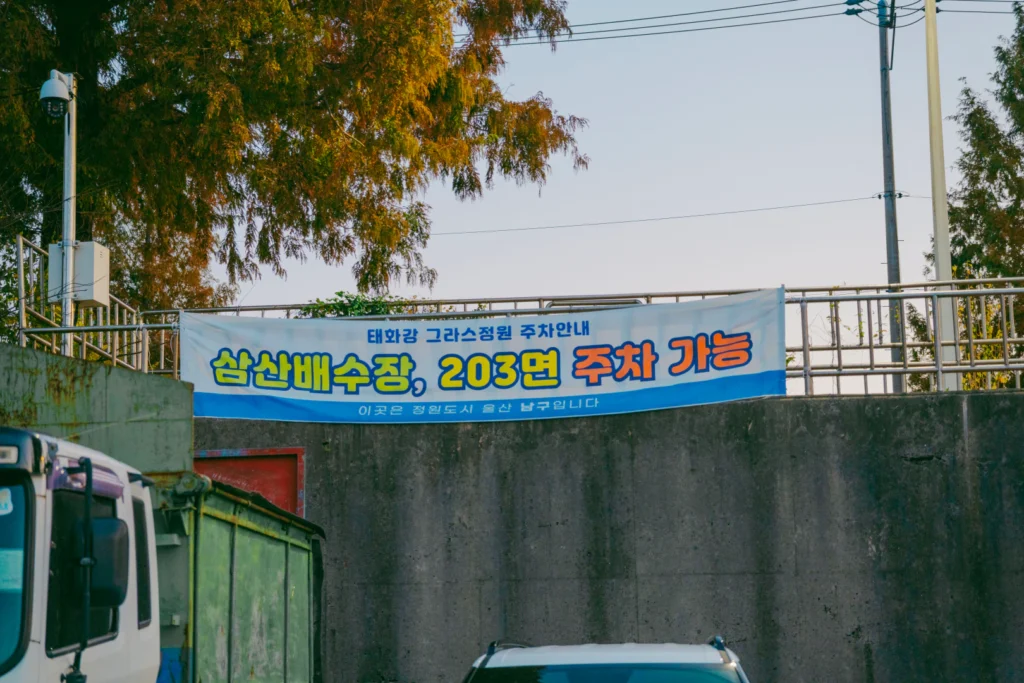 태화강 그라스정원 주차안내
삼산배수장, 203면 주차 가능
이곳은 정원도시 울산 남구입니다